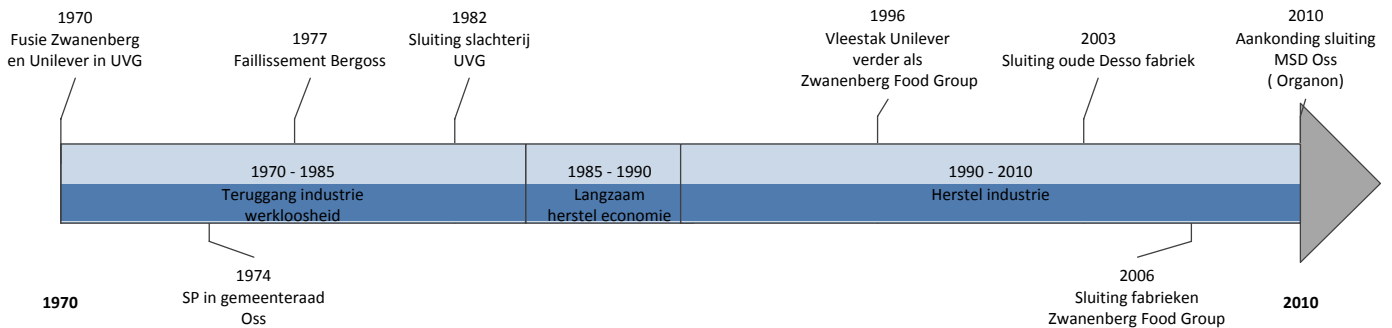 1970
Fusie Zwanenberg
en Unilever in UVG
1977
Faillissement Bergoss
1982
Sluiting slachterij
UVG
1996
Vleestak Unilever
verder als
Zwanenberg Food Group
2003
Sluiting oude Desso fabriek
2010
Aankonding sluiting
MSD Oss
( Organon)
1970 - 1985
Teruggang industrie
werkloosheid
1985 - 1990
Langzaam
herstel economie
1990 - 2010
Herstel industrie
1974
SP in gemeenteraad
Oss
2006
Sluiting fabrieken
Zwanenberg Food Group
1970
2010